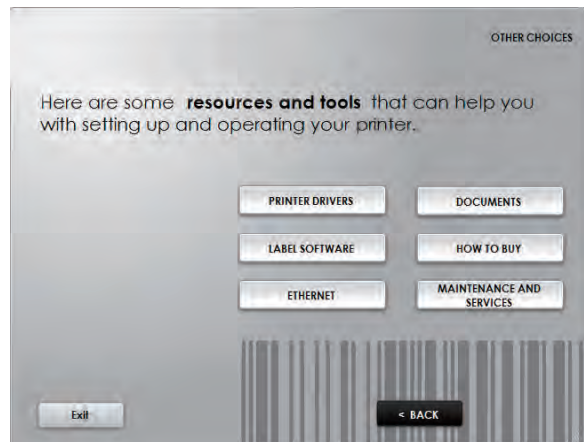 OTHER CHOICES
Here are some resources and tools that can help you
with setting up and operating your printer.
PRINTER DRIVERS
DOCUMENTS
LABEL SOFTWARE
HOW TO BUY
ETHERNET
MAINTENANCE AND
SERVICES
Exit
< BACK